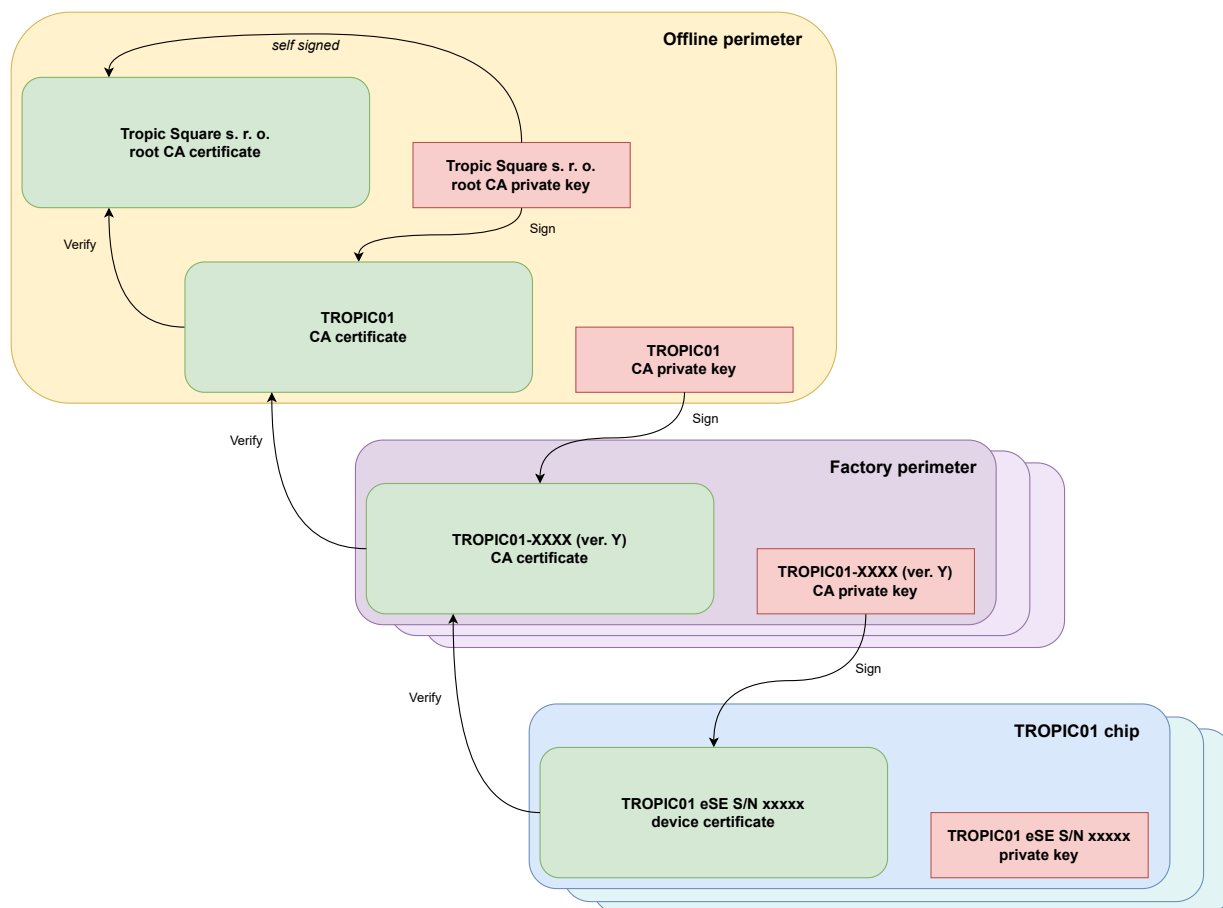 Offline perimeter
self signed
Tropic Square s. r. o.
root CA certificate
Tropic Square s. r. o.
root CA private key
Verify
Sign
TROPIC01
CA certificate
TROPIC01
CA private key
Verify
Sign
Factory perimeter
TROPIC01-XXXX (ver. Y)
CA certificate
TROPIC01-XXXX (ver. Y)
CA private key
Verify
Sign
TROPIC01 chip
TROPIC01 eSE S/N xxxxx
device certificate
TROPIC01 eSE S/N xxxxx
private key